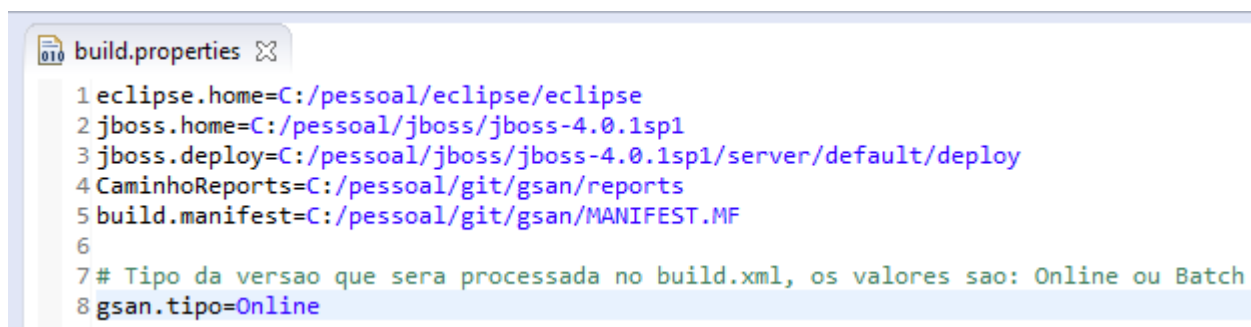 build.properties
1 eclipse.home=C:/pessoal/eclipse/eclipse
2 jboss.home=C:/pessoal/jboss/jboss-4.0.1sp1
3 jboss.deploy=C:/pessoal/jboss/jboss-4.0.1sp1/server/default/deploy
4 CaminhoReports=C:/pessoal/git/gsan/reports
5 build.manifest=C:/pessoal/git/gsan/MANIFEST.MF
6
7 # Tipo da versao que sera processada no build.xml, os valores sao: Online ou Batch
8 gsan.tipo=Online